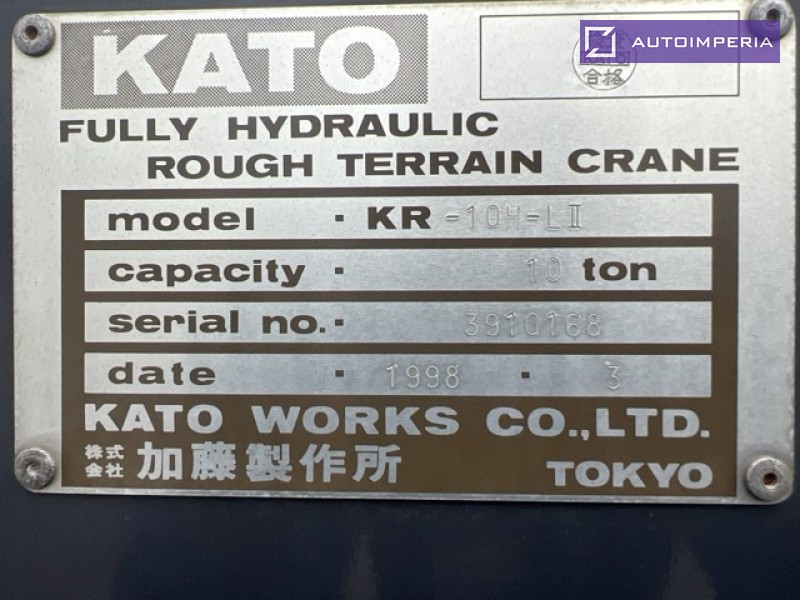 KATO
合格
AUTOIMPERIA
FULLY HYDRAULIC
ROUGH TERRAIN CRANE
model · KR -10H-LII
capacity · 10 ton
serial no. · 3910168
date · 1998 · 3
KATO WORKS CO.,LTD.
株式会社 加藤製作所 TOKYO